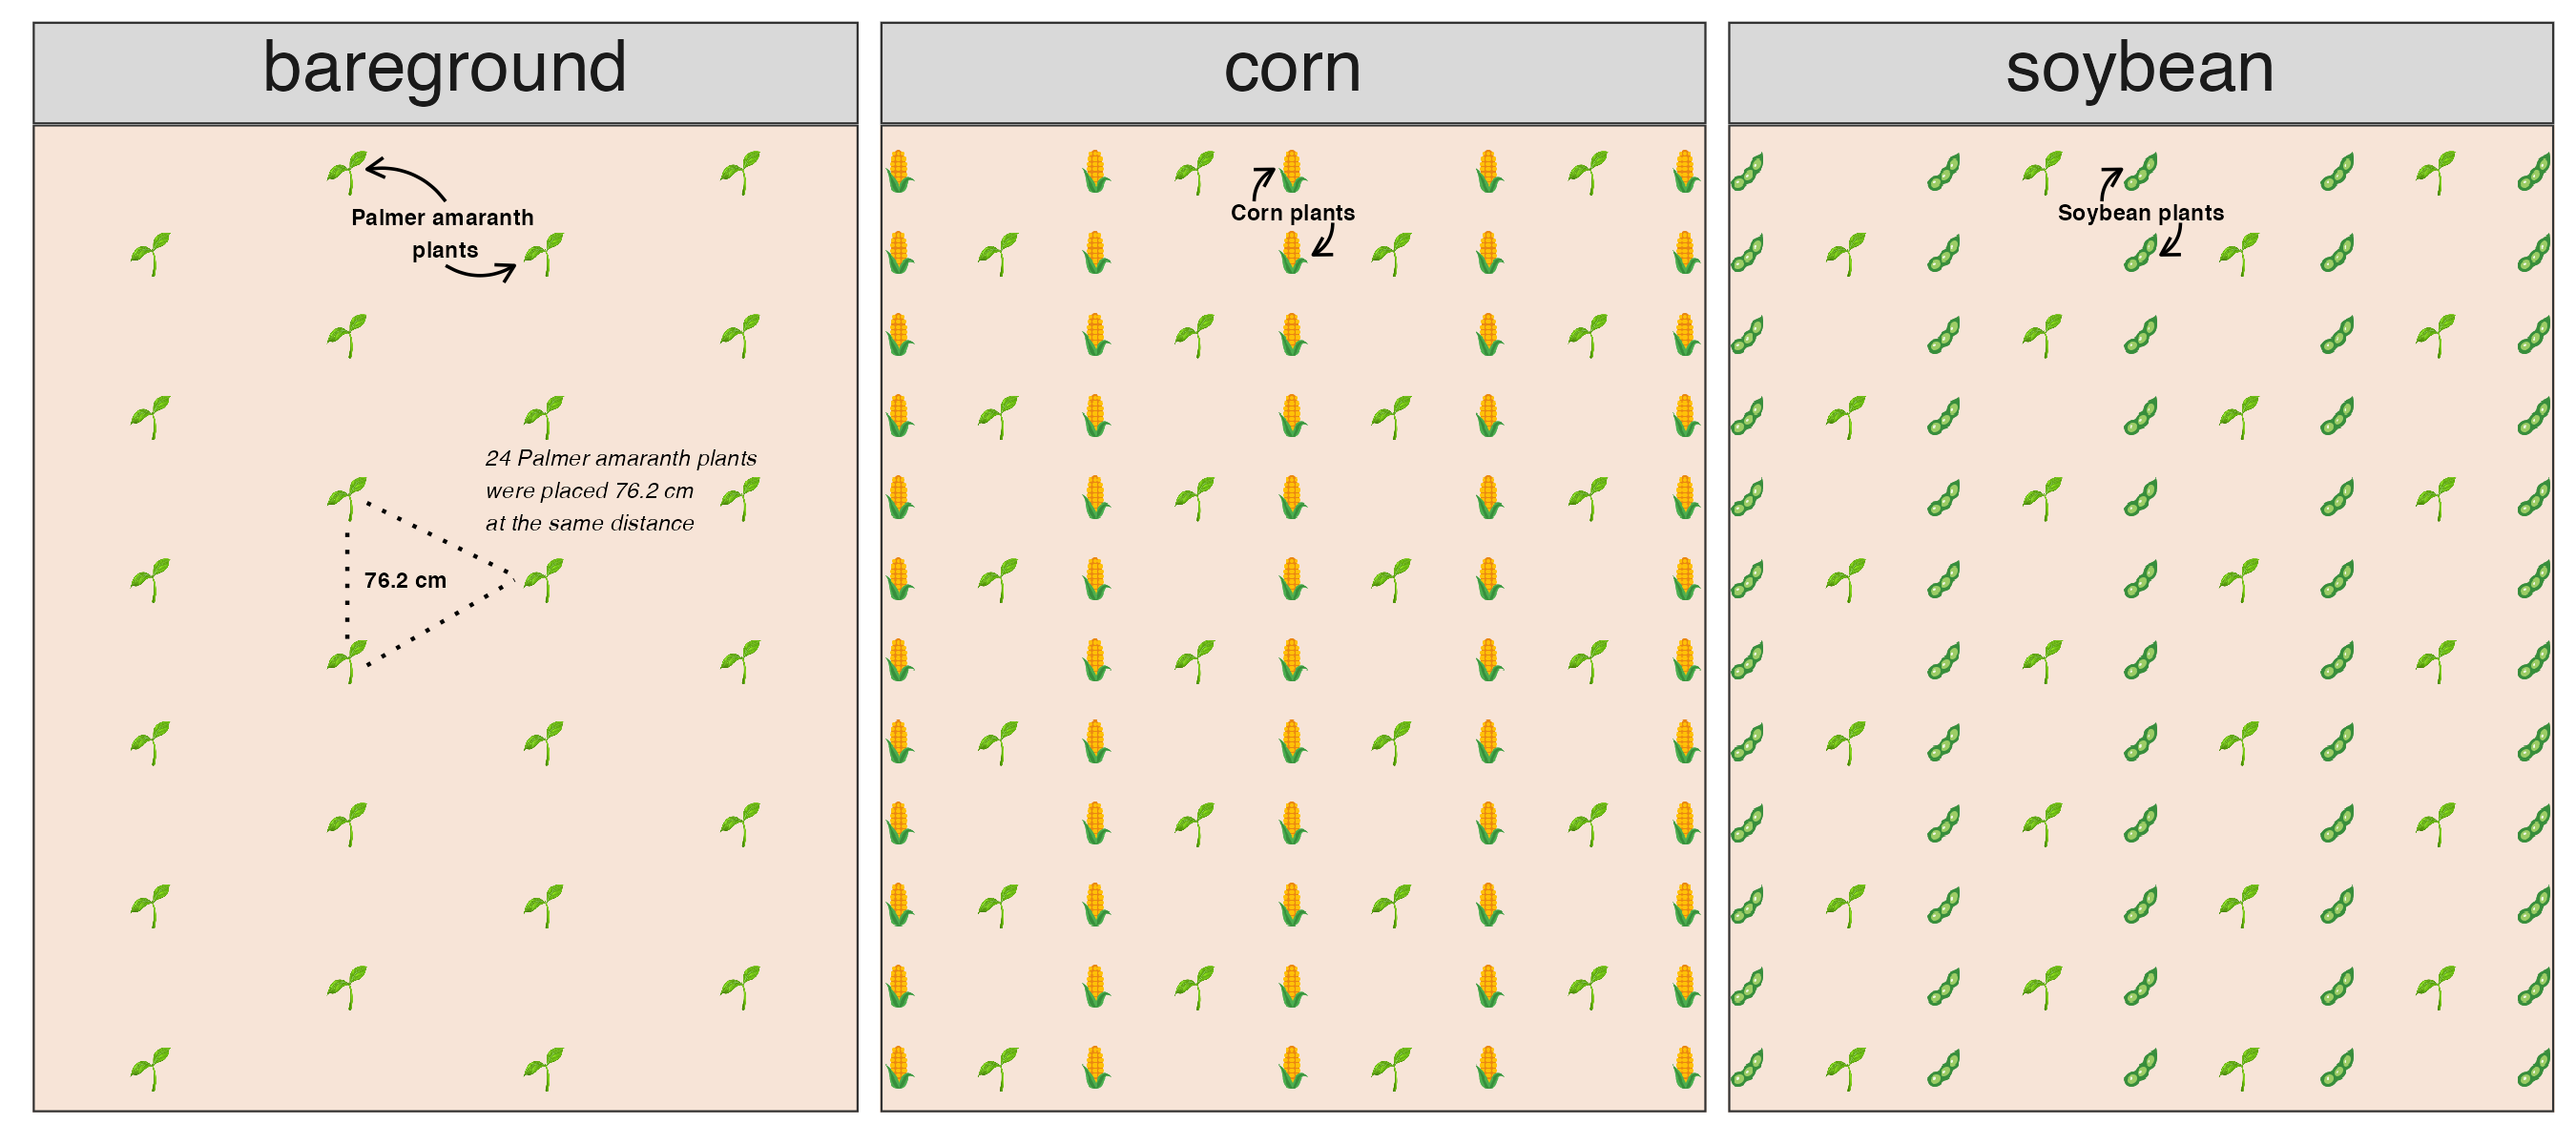 bareground
corn
soybean
Palmer amaranth
plants
Corn plants
Soybean plants
24 Palmer amaranth plants
were placed 76.2 cm
at the same distance
76.2 cm